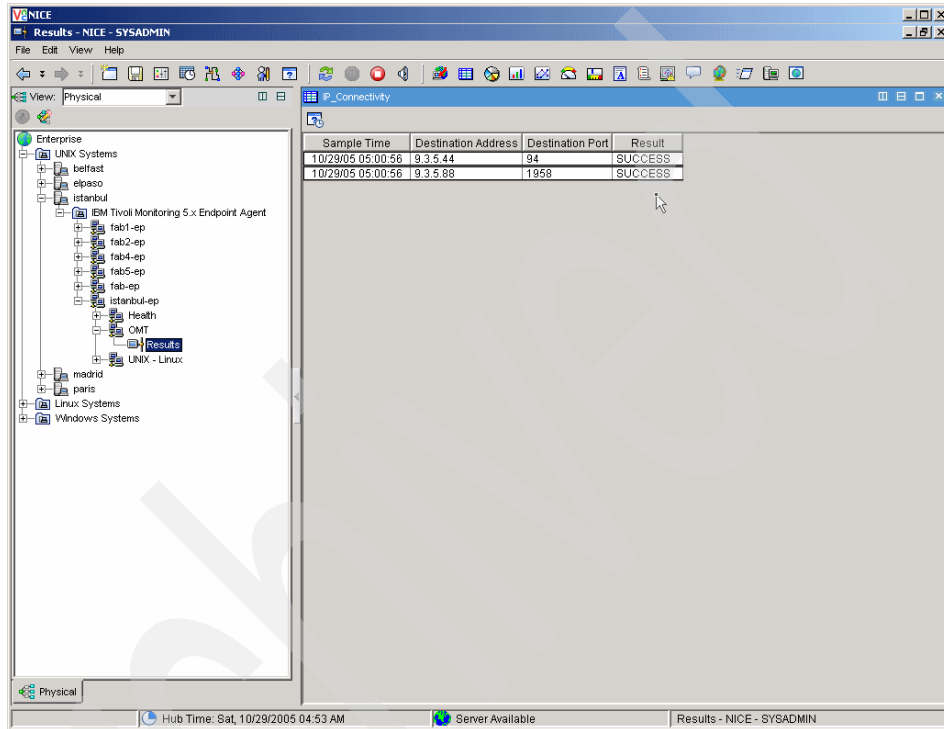 NICE
Results - NICE - SYSADMIN
File Edit View Help
View: Physical
IP_Connectivity
Enterprise
UNIX Systems
belfast
elpaso
istanbul
IBM Tivoli Monitoring 5.x Endpoint Agent
fab1-ep
fab2-ep
fab4-ep
fab5-ep
fab-ep
istanbul-ep
Health
OMT
Results
UNIX - Linux
madrid
paris
Linux Systems
Windows Systems
Sample Time Destination Address Destination Port Result
10/29/05 05:00:56 9.3.5.44 94 SUCCESS
10/29/05 05:00:56 9.3.5.88 1958 SUCCESS
Physical
Hub Time: Sat, 10/29/2005 04:53 AM Server Available Results - NICE - SYSADMIN